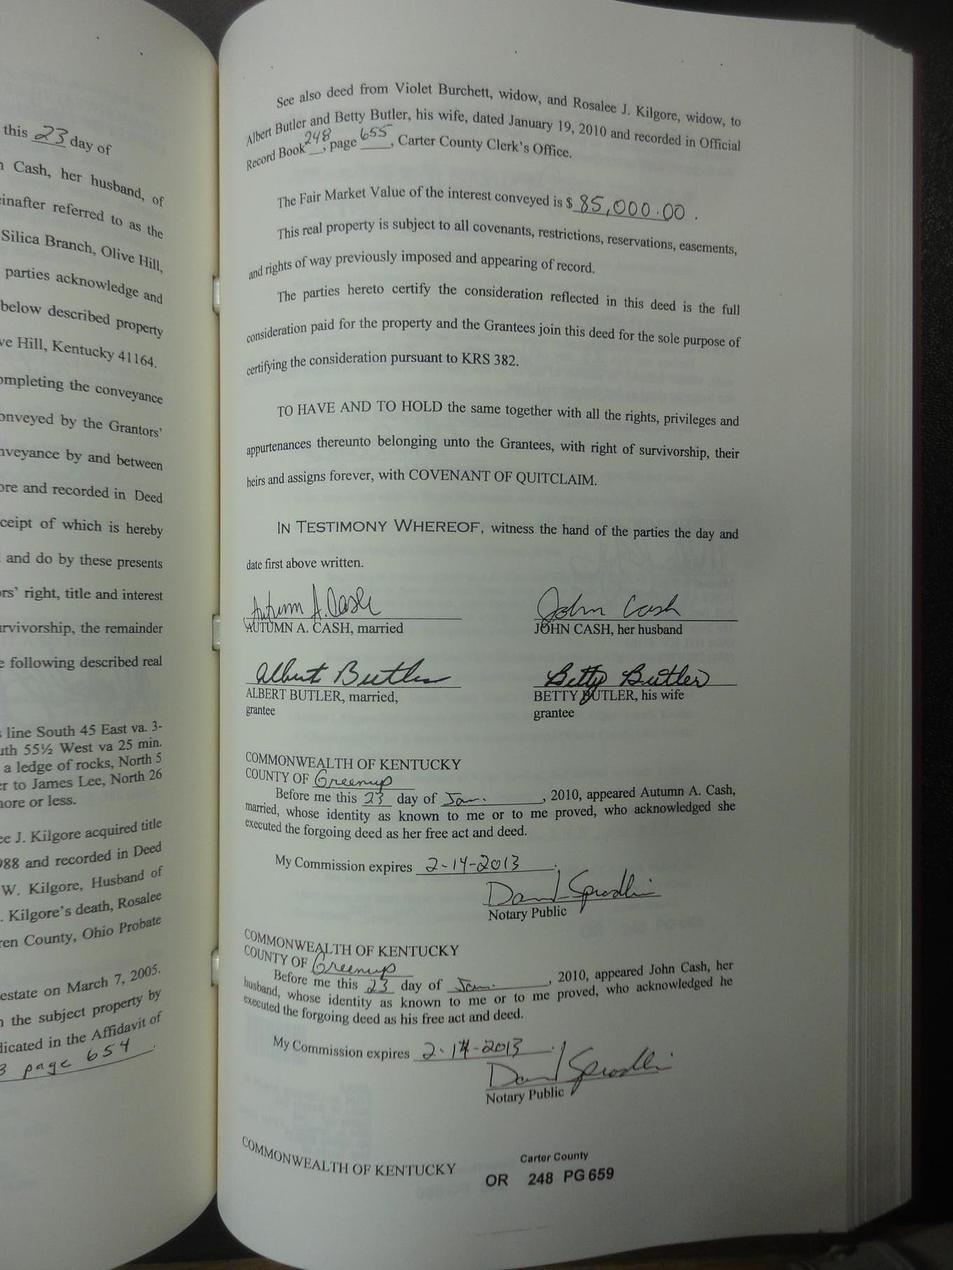 this 23 day of
Cash, her husband, of
inafter referred to as the
Silica Branch, Olive Hill,
parties acknowledge and
below described property
ve Hill, Kentucky 41164.
ompleting the conveyance
onveyed by the Grantors'
nveyance by and between
ore and recorded in Deed
ceipt of which is hereby
and do by these presents
ors' right, title and interest
rvivorship, the remainder
e following described real
line South 45 East va. 3-
uth 55½ West va 25 min.
a ledge of rocks, North 5
er to James Lee, North 26
nore or less.
ee J. Kilgore acquired title
988 and recorded in Deed
W. Kilgore, Husband of
. Kilgore's death, Rosalee
ren County, Ohio Probate
estate on March 7, 2005.
n the subject property by
dicated in the Affidavit of
3 page 654
See also deed from Violet Burchett, widow, and Rosalee J. Kilgore, widow, to
Albert Butler and Betty Butler, his wife, dated January 19, 2010 and recorded in Official
Record Book 248, page 655, Carter County Clerk's Office.
The Fair Market Value of the interest conveyed is $ 85,000.00.
This real property is subject to all covenants, restrictions, reservations, easements,
and rights of way previously imposed and appearing of record.
The parties hereto certify the consideration reflected in this deed is the full
consideration paid for the property and the Grantees join this deed for the sole purpose of
certifying the consideration pursuant to KRS 382.
TO HAVE AND TO HOLD the same together with all the rights, privileges and
appurtenances thereunto belonging unto the Grantees, with right of survivorship, their
heirs and assigns forever, with COVENANT OF QUITCLAIM.
IN TESTIMONY WHEREOF, witness the hand of the parties the day and
date first above written.
Autumn A. Cash John Cash
AUTUMN A. CASH, married JOHN CASH, her husband
Albert Butler Betty Butler
ALBERT BUTLER, married, BETTY BUTLER, his wife
grantee grantee
COMMONWEALTH OF KENTUCKY
COUNTY OF Greenup
Before me this 23 day of Jan. , 2010, appeared Autumn A. Cash,
married, whose identity as known to me or to me proved, who acknowledged she
executed the forgoing deed as her free act and deed.
My Commission expires 2-14-2013.
Notary Public
COMMONWEALTH OF KENTUCKY
COUNTY OF Greenup
Before me this 23 day of Jan. , 2010, appeared John Cash, her
husband, whose identity as known to me or to me proved, who acknowledged he
executed the forgoing deed as his free act and deed.
My Commission expires 2-14-2013.
Notary Public
COMMONWEALTH OF KENTUCKY
Carter County
OR 248 PG 659